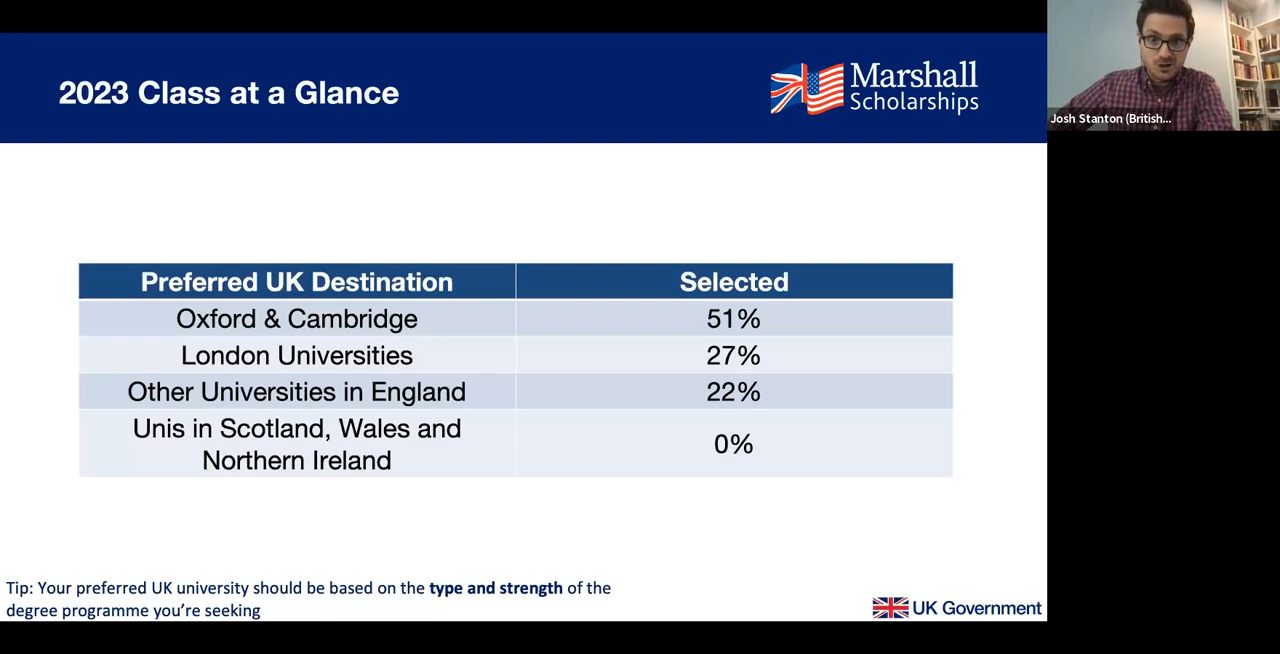 2023 Class at a Glance
Marshall
Scholarships
Josh Stanton (British...
Preferred UK Destination Selected
Oxford & Cambridge 51%
London Universities 27%
Other Universities in England 22%
Unis in Scotland, Wales and
Northern Ireland 0%
Tip: Your preferred UK university should be based on the type and strength of the
degree programme you're seeking
UK Government